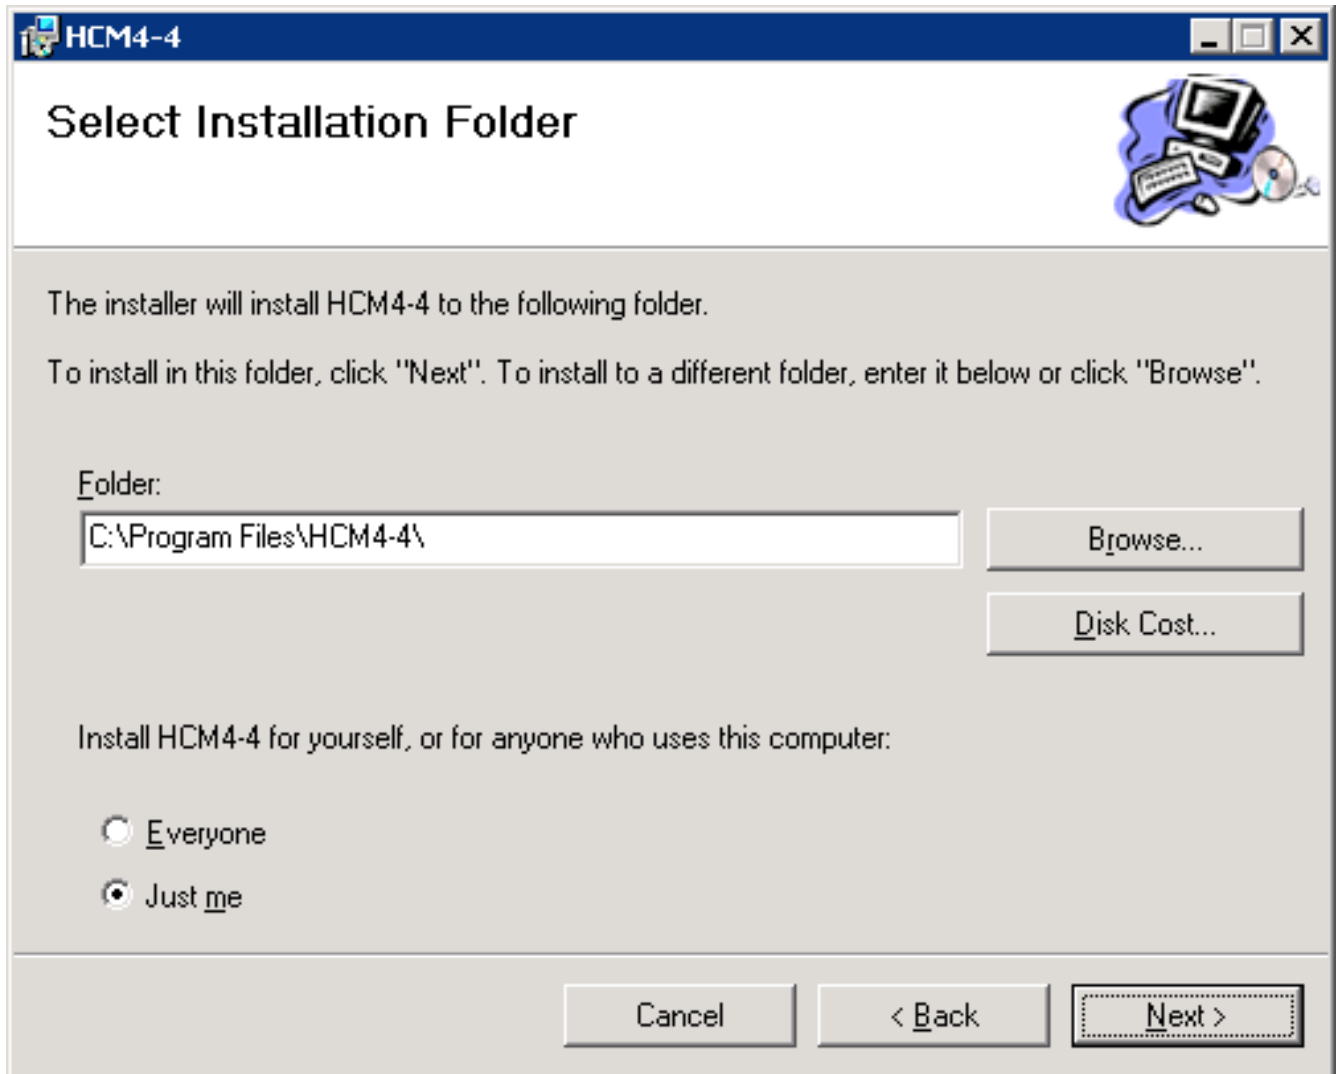 HCM4-4
Select Installation Folder
The installer will install HCM4-4 to the following folder.
To install in this folder, click "Next". To install to a different folder, enter it below or click "Browse".
Folder:
C:\Program Files\HCM4-4\
Browse...
Disk Cost...
Install HCM4-4 for yourself, or for anyone who uses this computer:
Everyone
Just me
Cancel
< Back
Next >